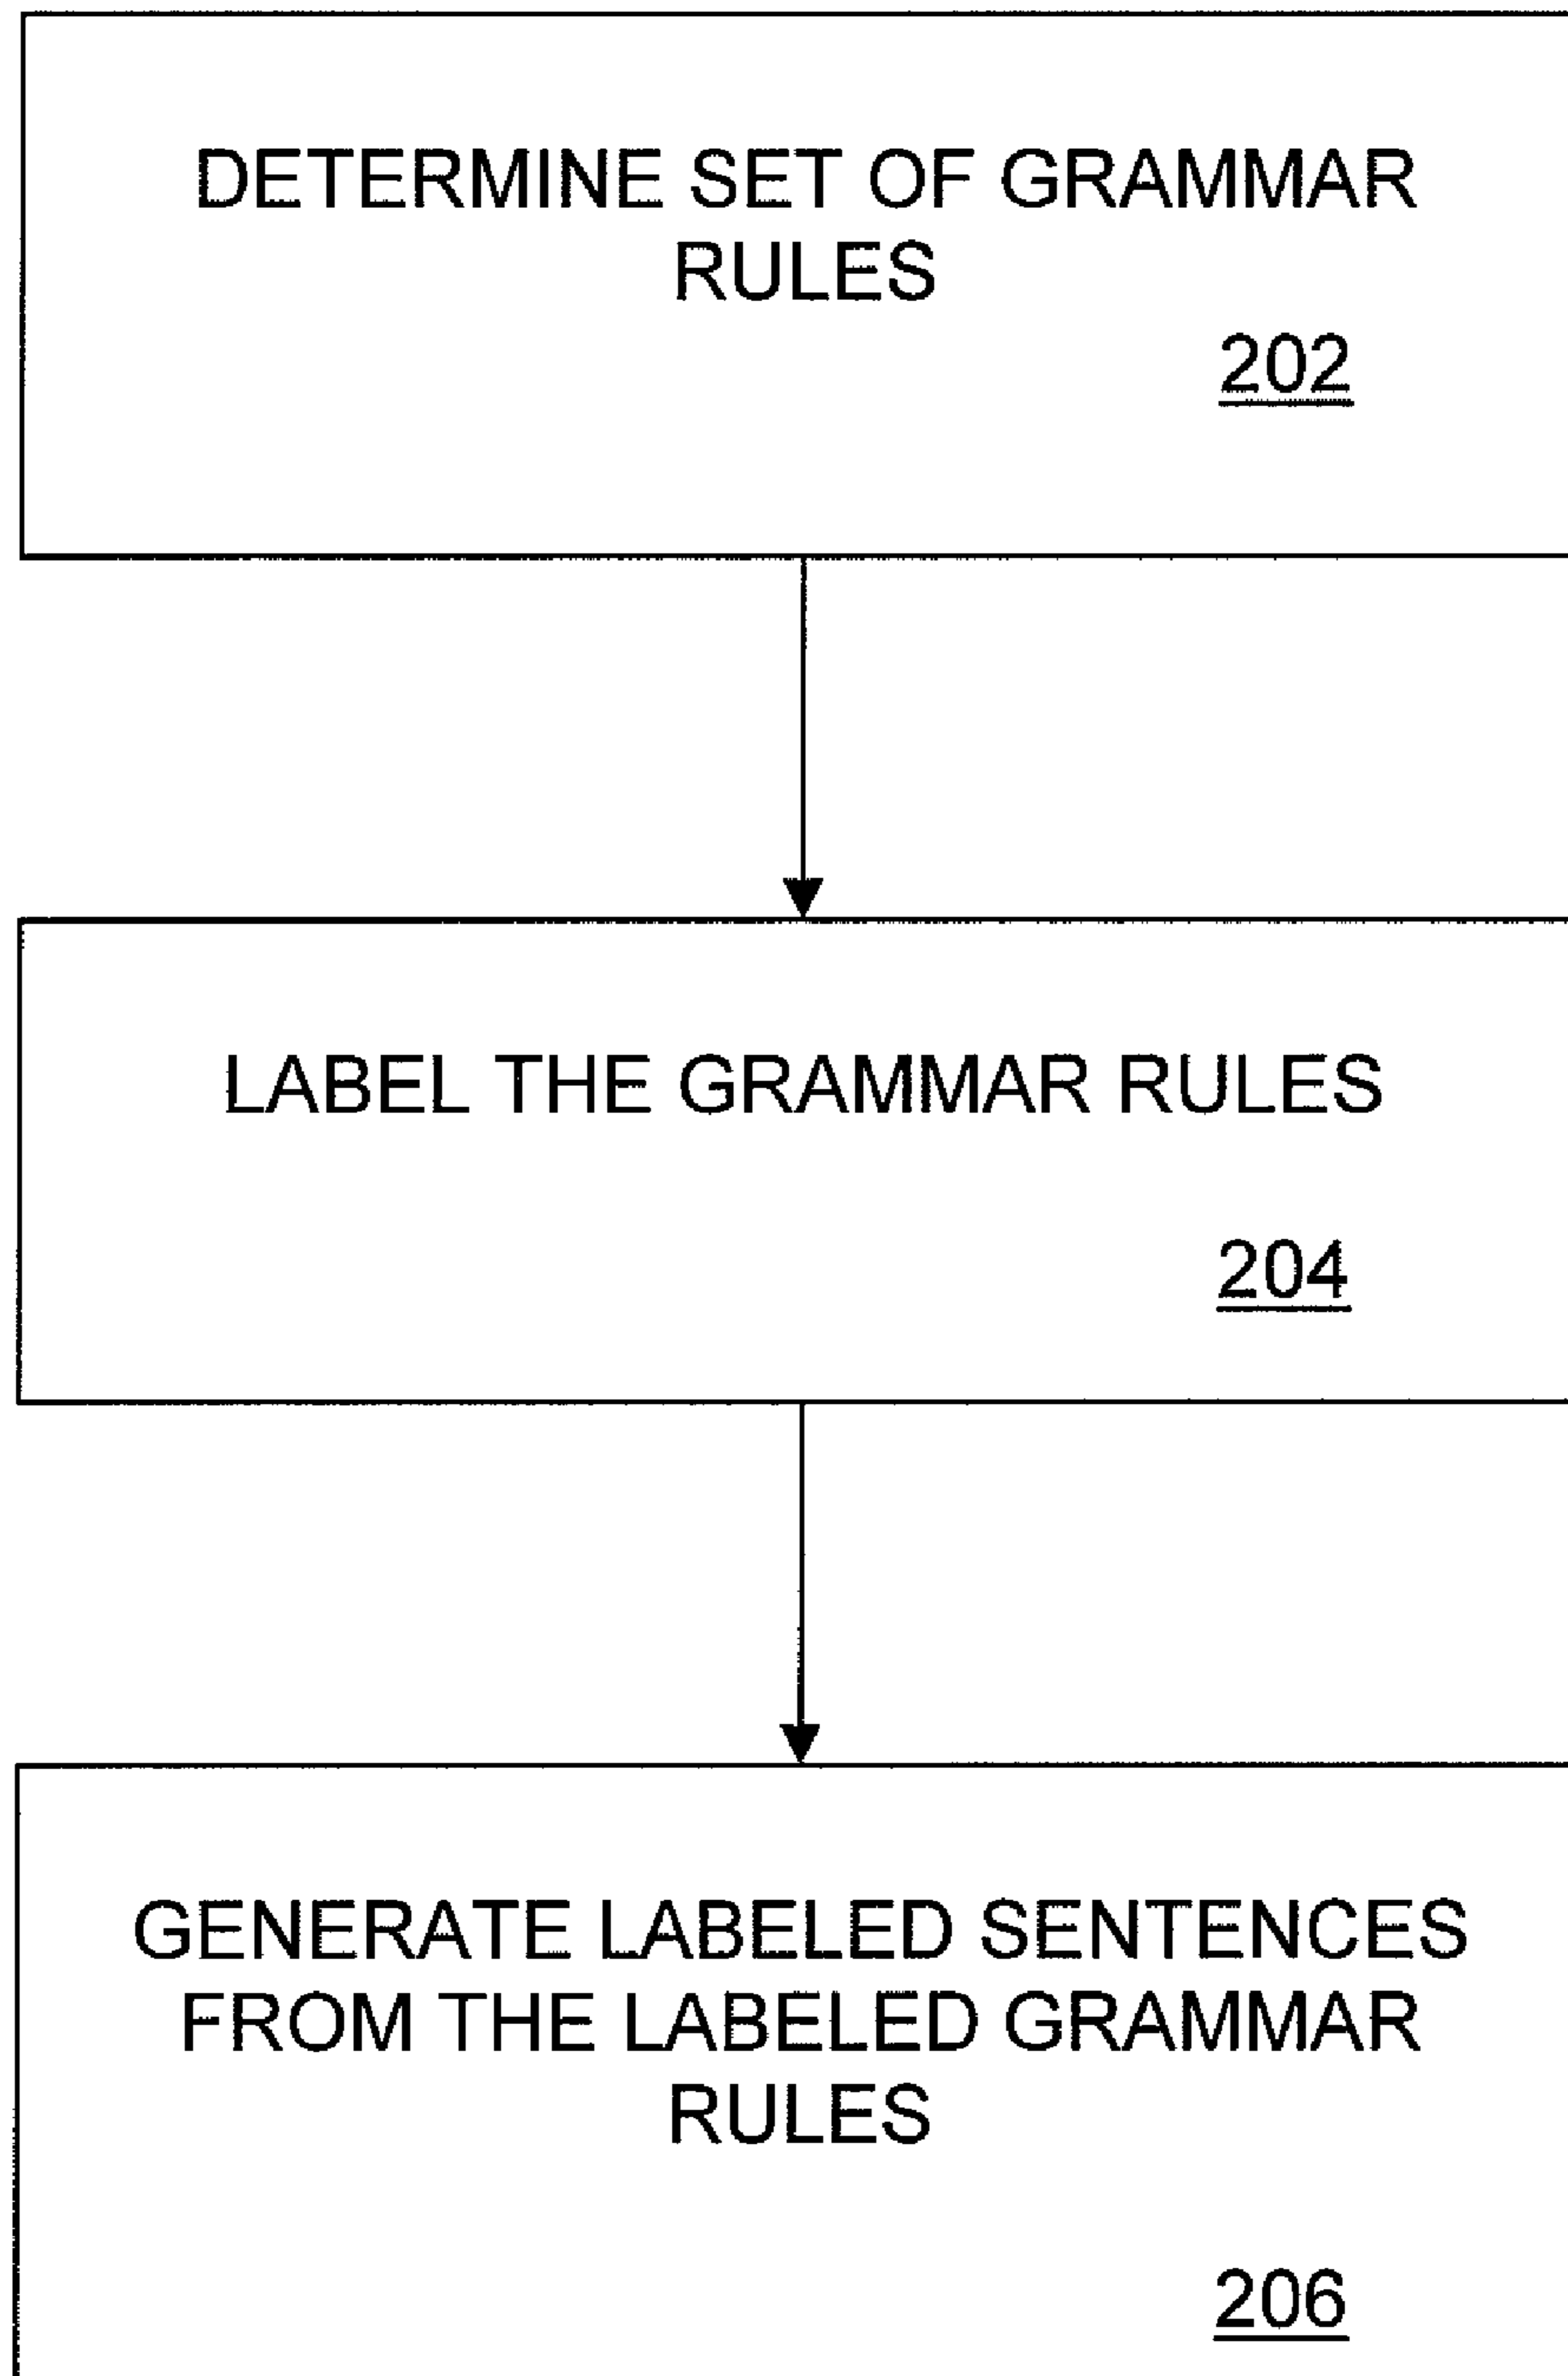 DETERMINE SET OF GRAMMAR
RULES
202
LABEL THE GRAMMAR RULES
204
GENERATE LABELED SENTENCES
FROM THE LABELED GRAMMAR
RULES
206